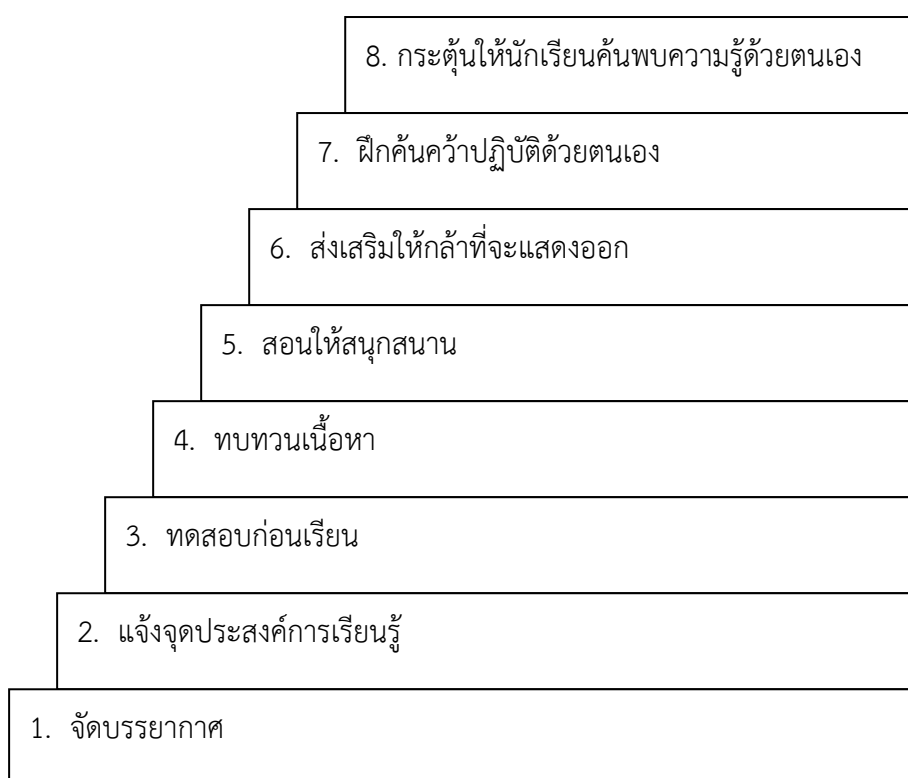 8. กระตุ้นให้นักเรียนค้นพบความรู้ด้วยตนเอง
7. ฝึกค้นคว้าปฏิบัติด้วยตนเอง
6. ส่งเสริมให้กล้าที่จะแสดงออก
5. สอนให้สนุกสนาน
4. ทบทวนเนื้อหา
3. ทดสอบก่อนเรียน
2. แจ้งจุดประสงค์การเรียนรู้
1. จัดบรรยากาศ